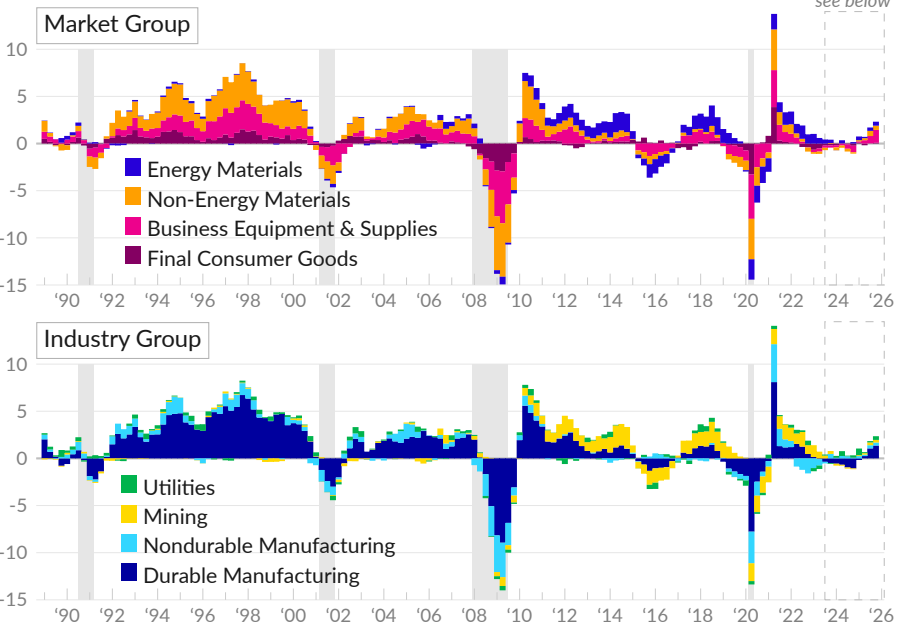 see below
Market Group
10
5
0
-5
-10
-15
Energy Materials
Non-Energy Materials
Business Equipment & Supplies
Final Consumer Goods
‘90 ‘92 ‘94 ‘96 ‘98 ‘00 ‘02 ‘04 ‘06 ‘08 ‘10 ‘12 ‘14 ‘16 ‘18 ‘20 ‘22 ‘24 ‘26
Industry Group
10
5
0
-5
-10
-15
Utilities
Mining
Nondurable Manufacturing
Durable Manufacturing
‘90 ‘92 ‘94 ‘96 ‘98 ‘00 ‘02 ‘04 ‘06 ‘08 ‘10 ‘12 ‘14 ‘16 ‘18 ‘20 ‘22 ‘24 ‘26